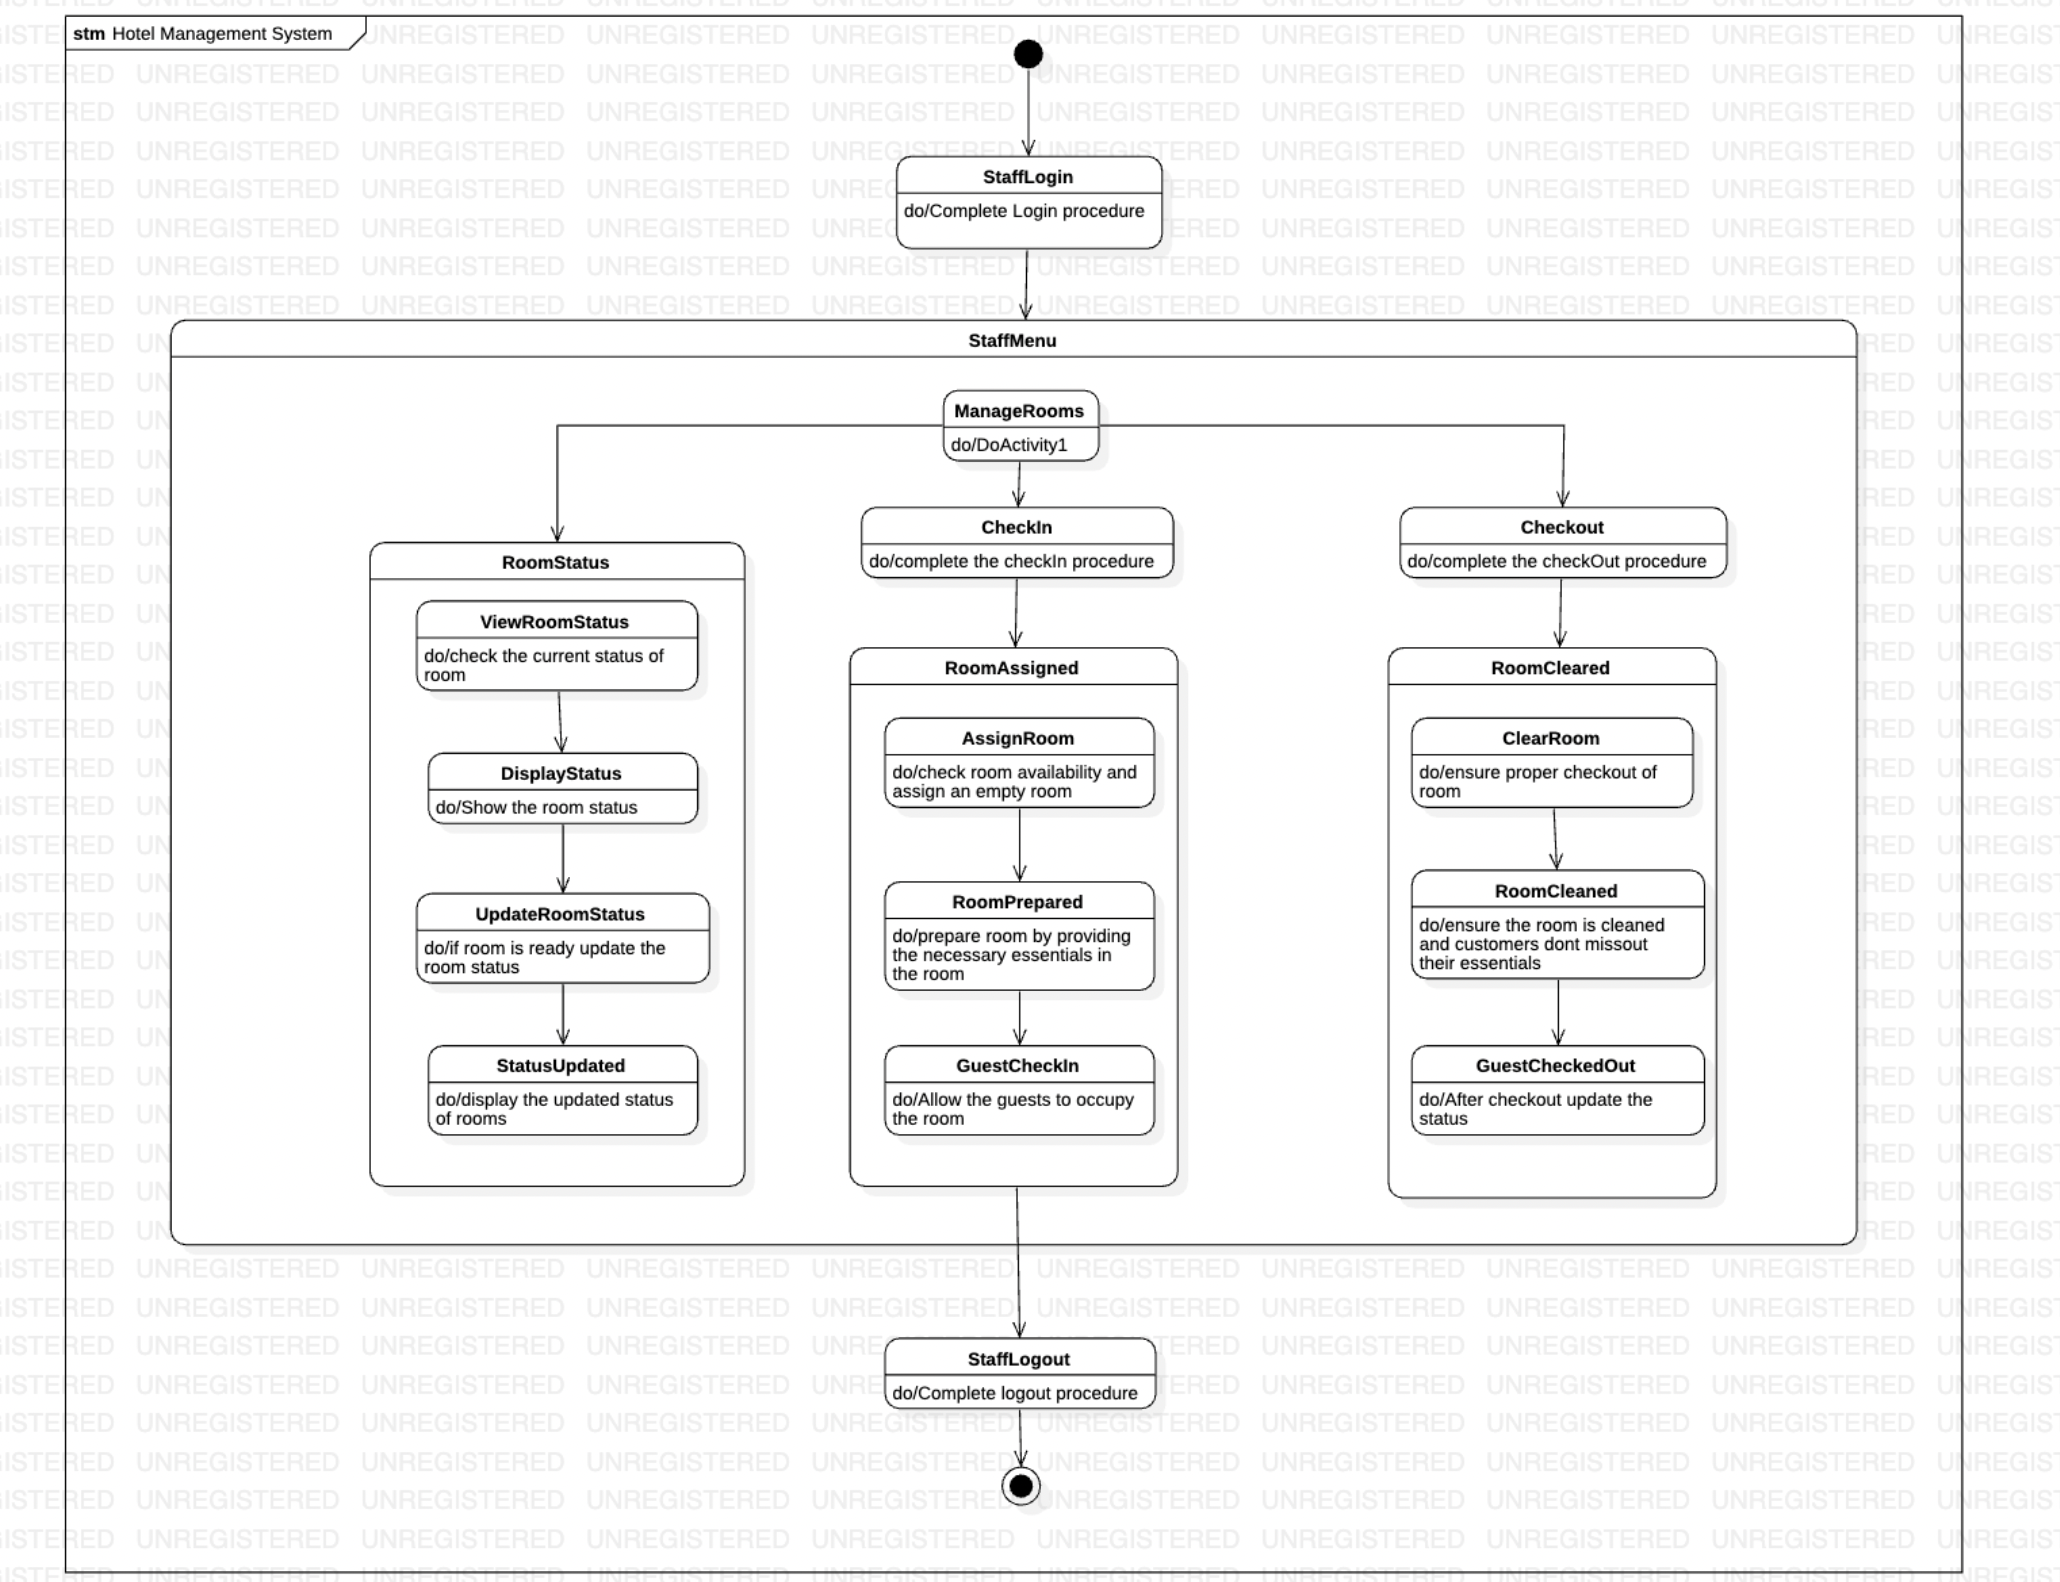 stm Hotel Management System
StaffLogin
do/Complete Login procedure
StaffMenu
ManageRooms
do/DoActivity1
RoomStatus
ViewRoomStatus
do/check the current status of
room
DisplayStatus
do/Show the room status
UpdateRoomStatus
do/if room is ready update the
room status
StatusUpdated
do/display the updated status
of rooms
CheckIn
do/complete the checkIn procedure
RoomAssigned
AssignRoom
do/check room availability and
assign an empty room
RoomPrepared
do/prepare room by providing
the necessary essentials in
the room
GuestCheckIn
do/Allow the guests to occupy
the room
Checkout
do/complete the checkOut procedure
RoomCleared
ClearRoom
do/ensure proper checkout of
room
RoomCleaned
do/ensure the room is cleaned
and customers dont missout
their essentials
GuestCheckedOut
do/After checkout update the
status
StaffLogout
do/Complete logout procedure
UNREGISTERED